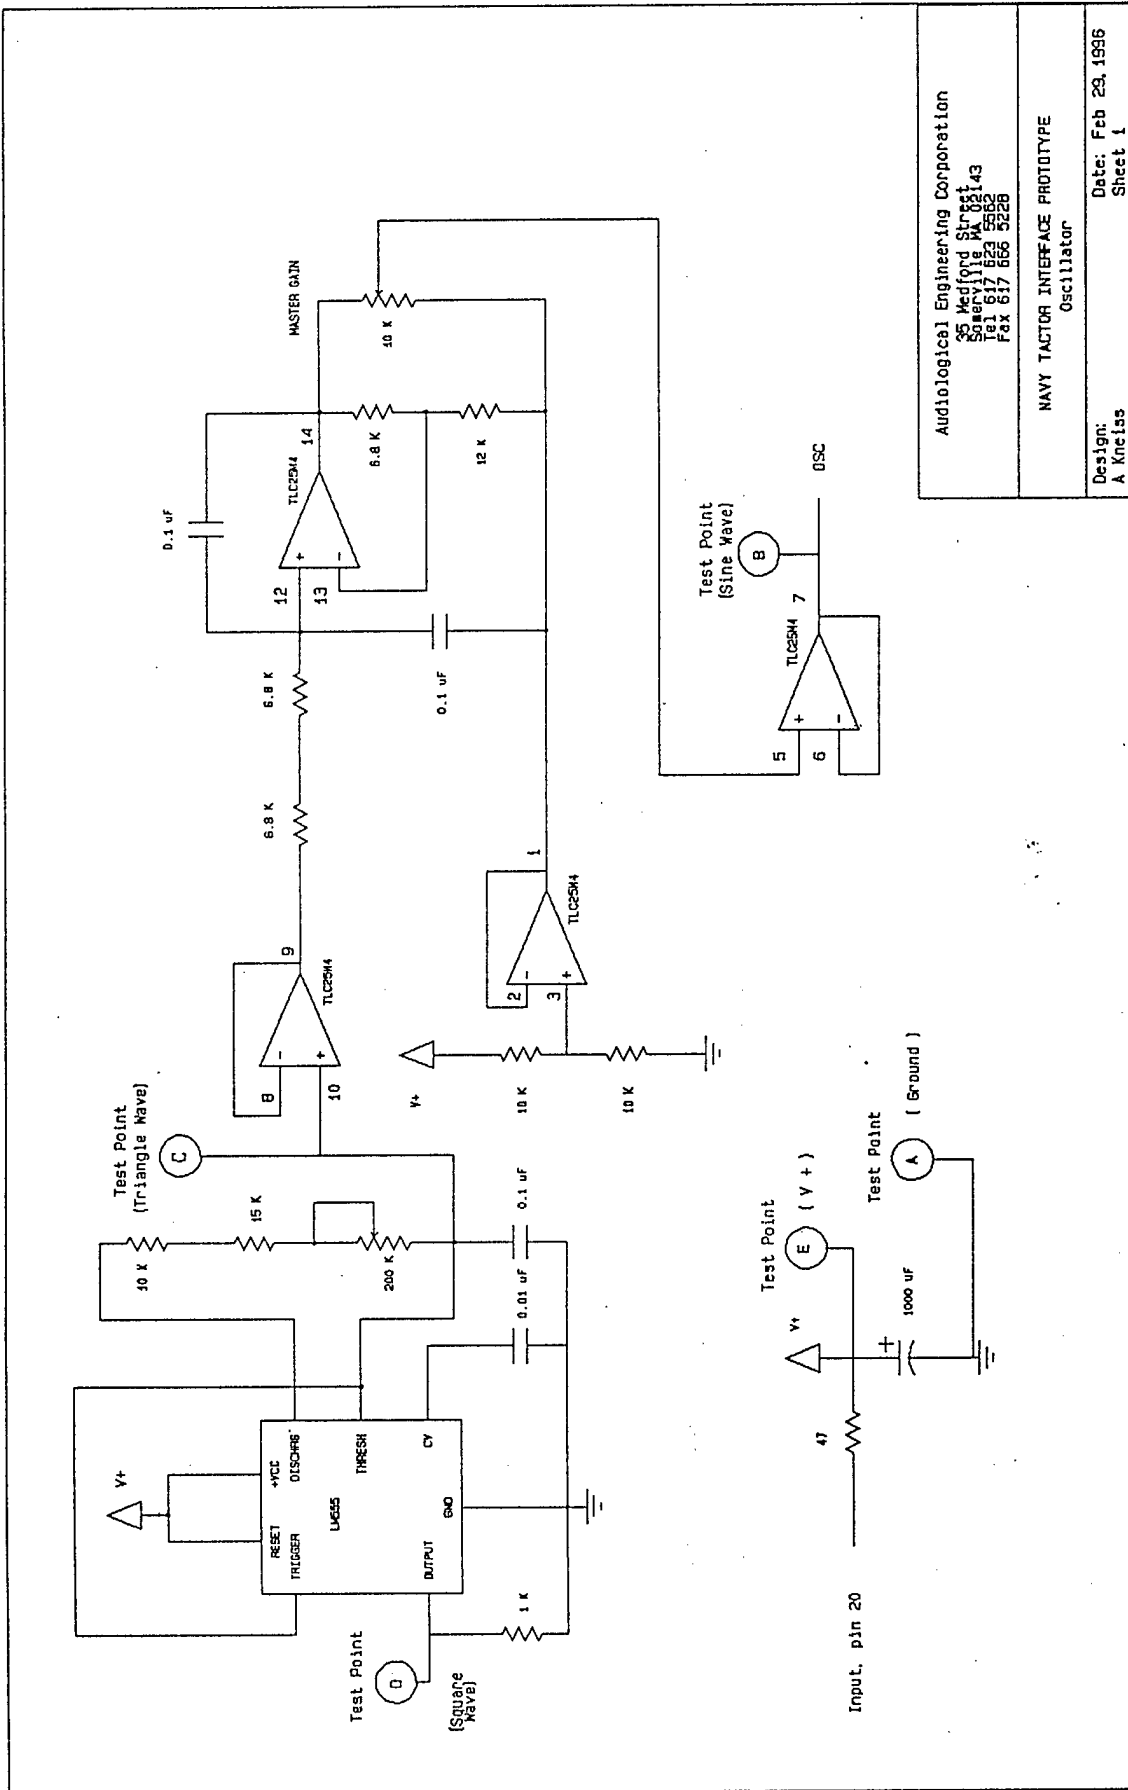 Test Point
D
(Square
Wave)
V+
RESET
+VCC
TRIGGER
DISCHRG
LM555
THRESH
OUTPUT
GND
CV
1 K
10 K
15 K
200 K
0.01 uF
0.1 uF
Test Point
(Triangle Wave)
C
8
-
10
+
9
TLC25M4
V+
10 K
10 K
2
-
3
+
1
TLC25M4
6.8 K
6.8 K
0.1 uF
0.1 uF
12
+
13
-
14
TLC25M4
6.8 K
12 K
MASTER GAIN
10 K
5
+
6
-
7
TLC25M4
Test Point
(Sine Wave)
B
OSC
Input, pin 20
47
V+
+
1000 uF
Test Point
E
( V + )
Test Point
A
( Ground )
Audiological Engineering Corporation
35 Medford Street
Somerville MA 02143
Tel 617 623 5562
Fax 617 666 5228
NAVY TACTOR INTERFACE PROTOTYPE
Oscillator
Design:
A Kneiss
Date: Feb 29, 1996
Sheet 1